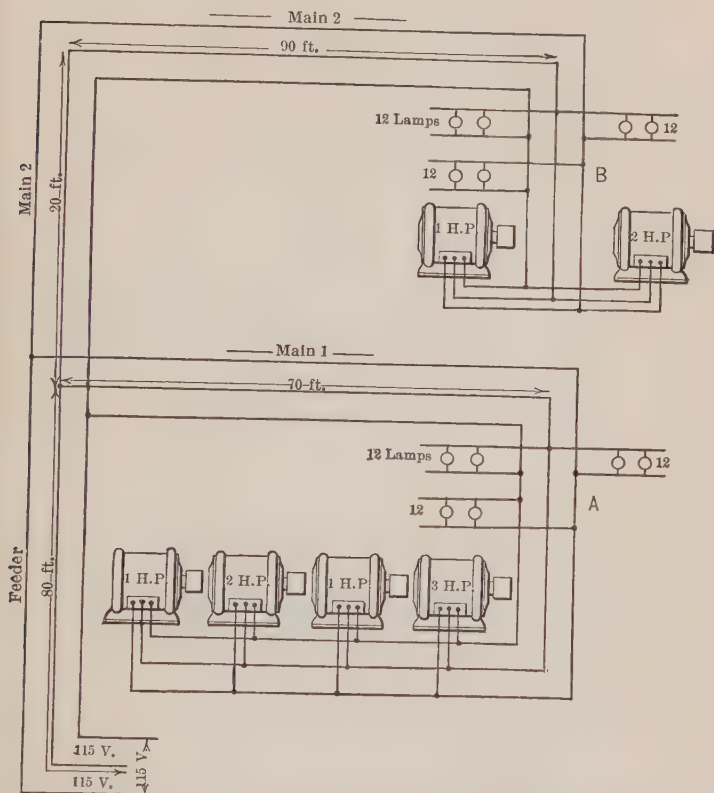 Main 2
90 ft.
12 Lamps
12
12
B
Main 2
20 ft.
1 H.P.
2 H.P.
Main 1
70 ft.
12 Lamps
12
12
A
Feeder
80 ft.
1 H.P.
2 H.P.
1 H.P.
3 H.P.
115 V.
115 V.
115 V.